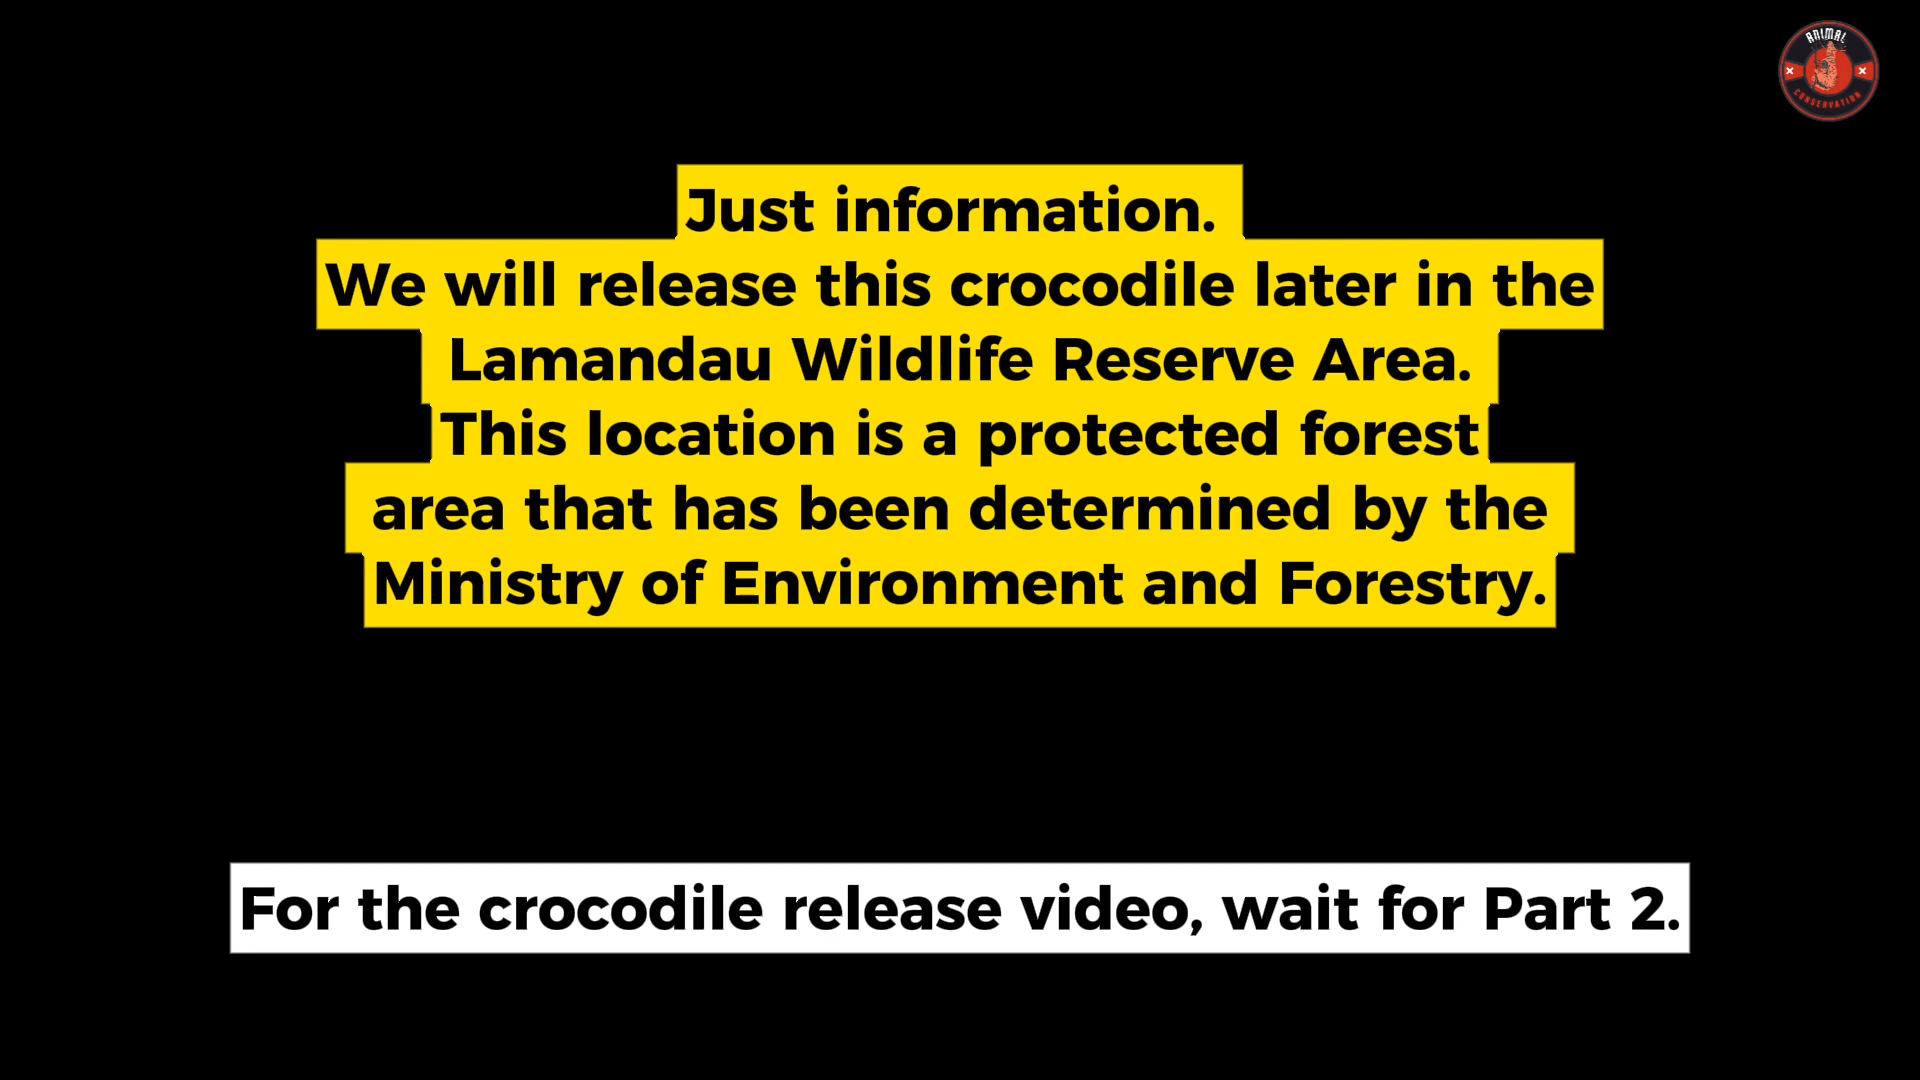 ANIMAL
CONSERVATION
Just information.
We will release this crocodile later in the
Lamandau Wildlife Reserve Area.
This location is a protected forest
area that has been determined by the
Ministry of Environment and Forestry.
For the crocodile release video, wait for Part 2.